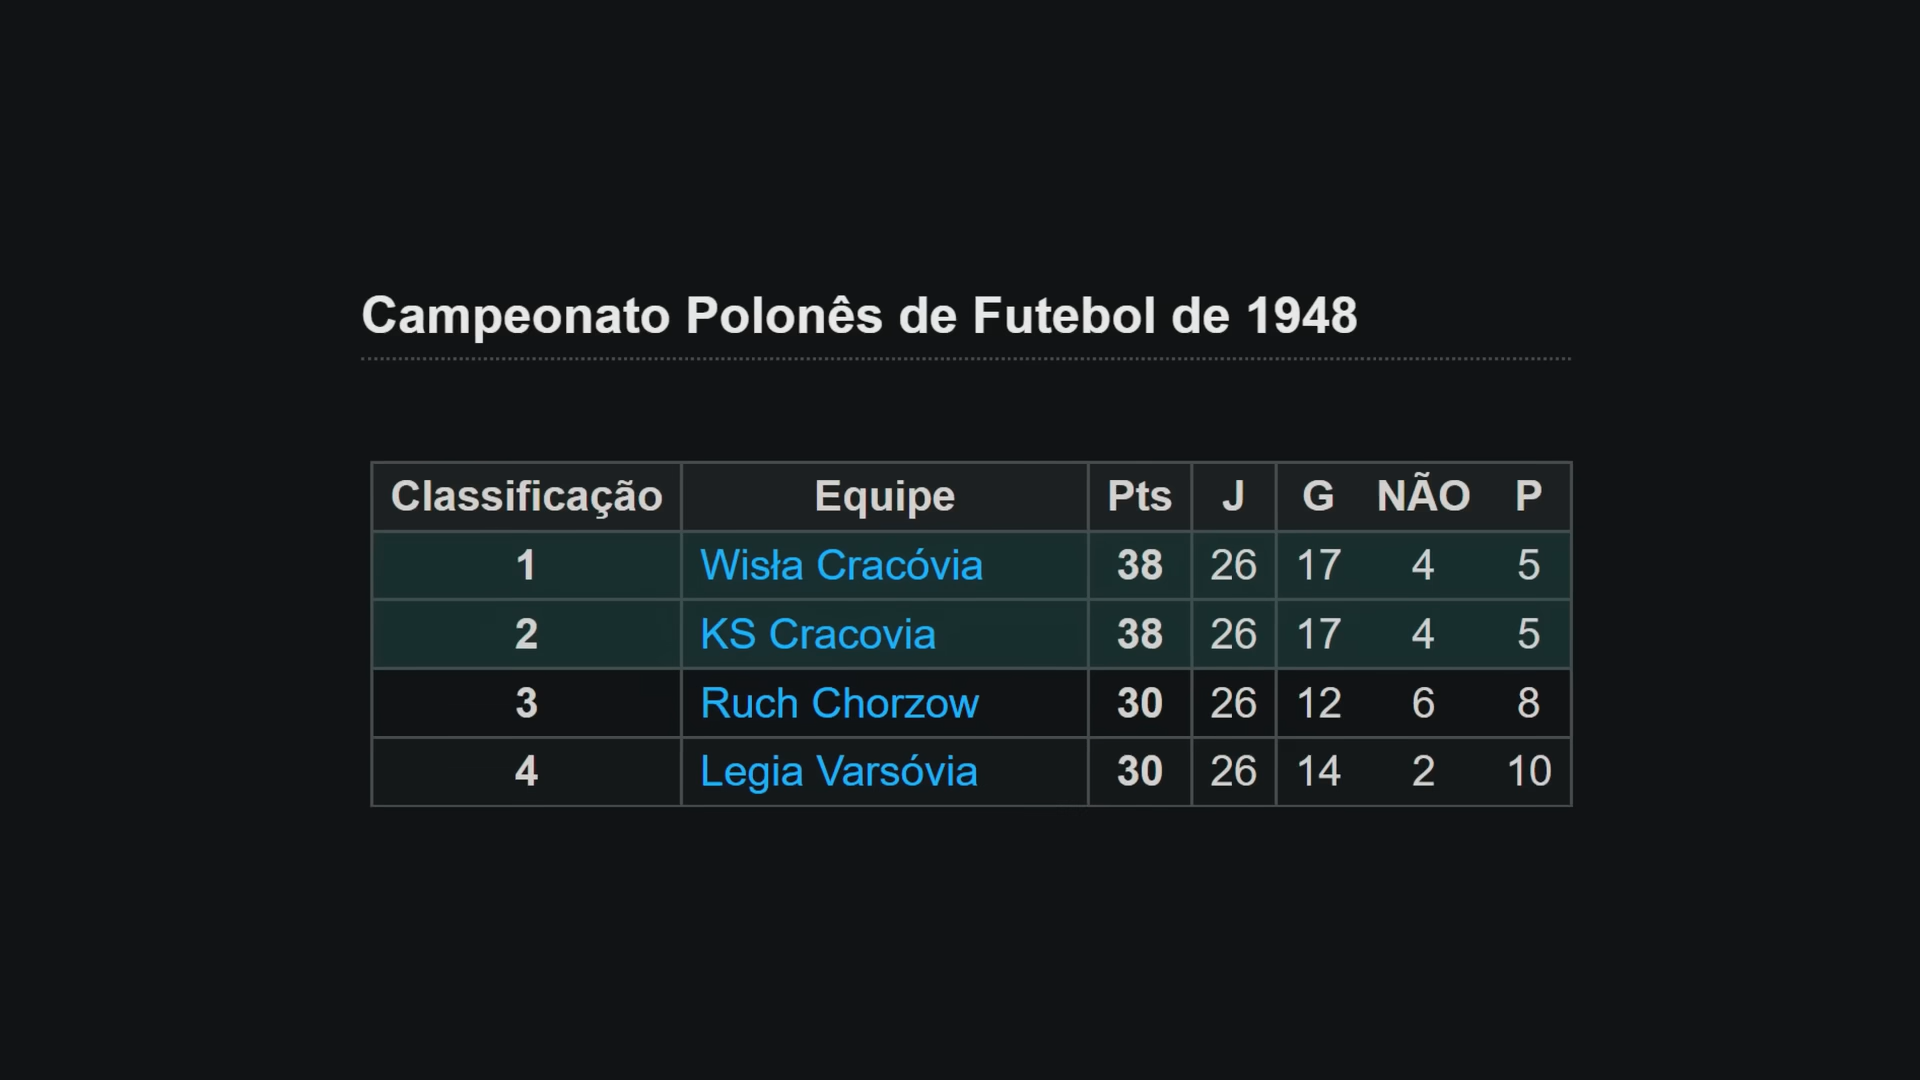 Campeonato Polonês de Futebol de 1948
Classificação Equipe Pts J G NÃO P
1 Wisła Cracóvia 38 26 17 4 5
2 KS Cracovia 38 26 17 4 5
3 Ruch Chorzow 30 26 12 6 8
4 Legia Varsóvia 30 26 14 2 10